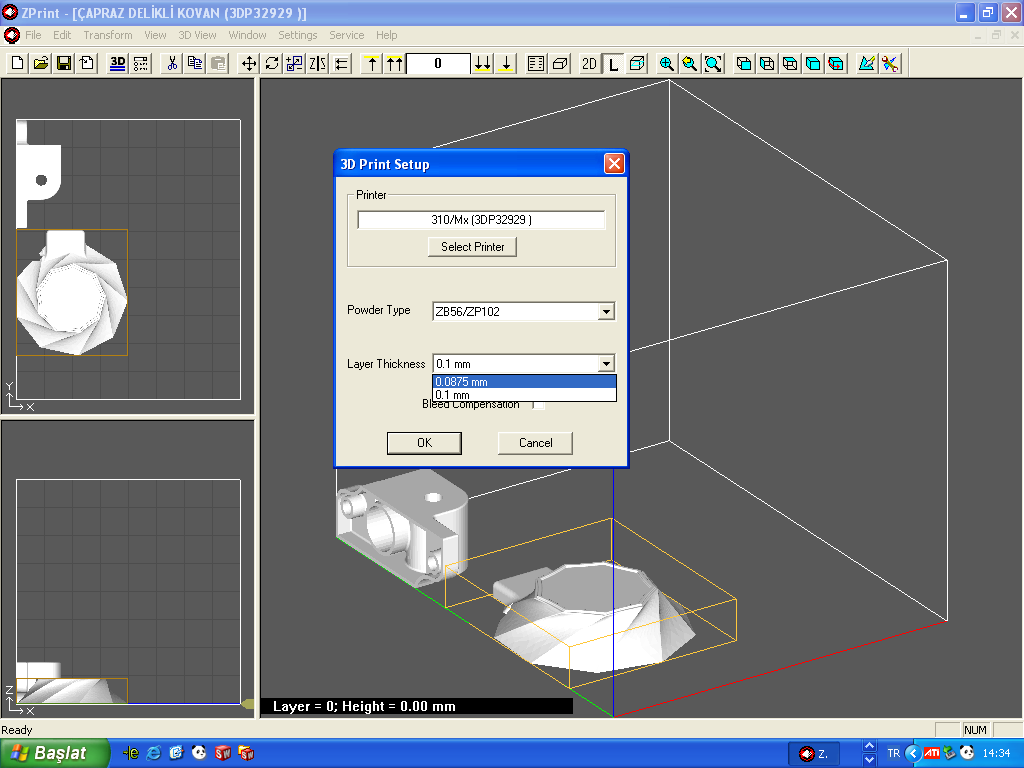 ZPrint - [ÇAPRAZ DELİKLİ KOVAN (3DP32929 )]
File Edit Transform View 3D View Window Settings Service Help
3D 0 2D L
3D Print Setup
Printer
310/Mx (3DP32929 )
Select Printer
Powder Type ZB56/ZP102
Layer Thickness 0.1 mm
0.0875 mm
0.1 mm
Bleed Compensation
OK Cancel
Y
X
Z
X
Layer = 0; Height = 0.00 mm
Ready NUM
Başlat Z. TR ATI 14:34